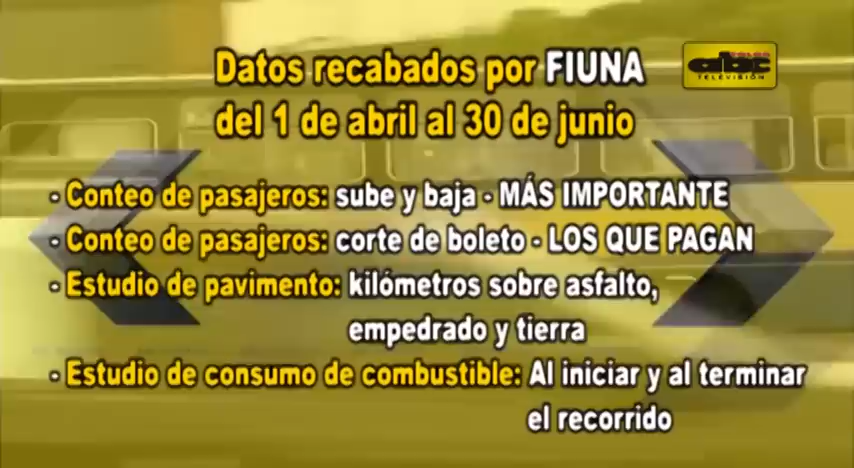 Datos recabados por FIUNA
del 1 de abril al 30 de junio
COLOR
abc
TELEVISIÓN
- Conteo de pasajeros: sube y baja - MÁS IMPORTANTE
- Conteo de pasajeros: corte de boleto - LOS QUE PAGAN
- Estudio de pavimento: kilómetros sobre asfalto,
empedrado y tierra
- Estudio de consumo de combustible: Al iniciar y al terminar
el recorrido